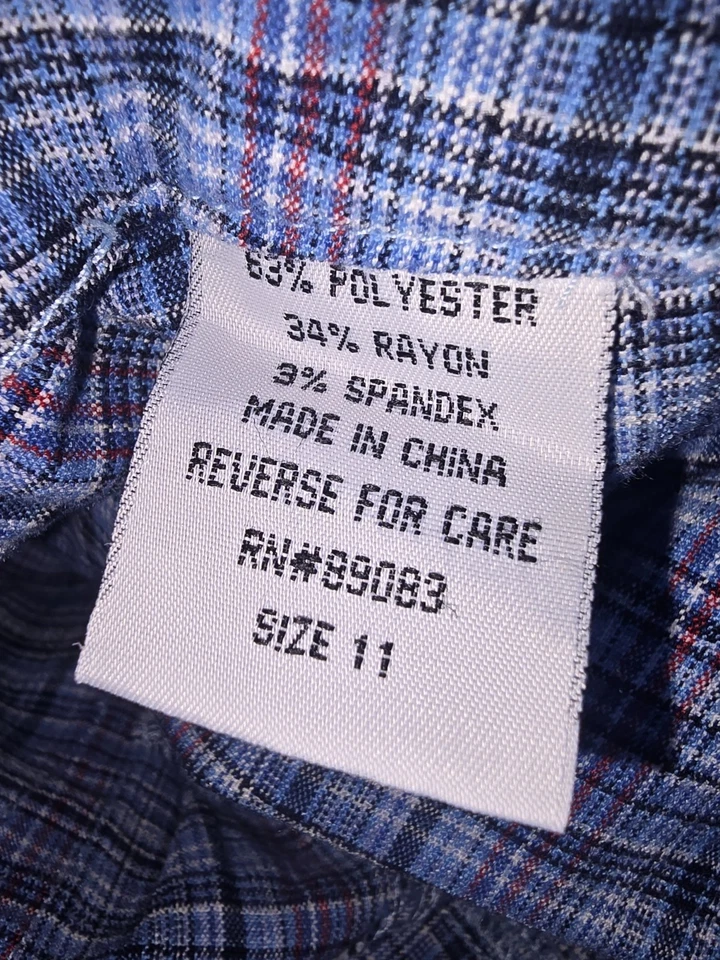 63% POLYESTER
34% RAYON
3% SPANDEX
MADE IN CHINA
REVERSE FOR CARE
RN#89083
SIZE 11